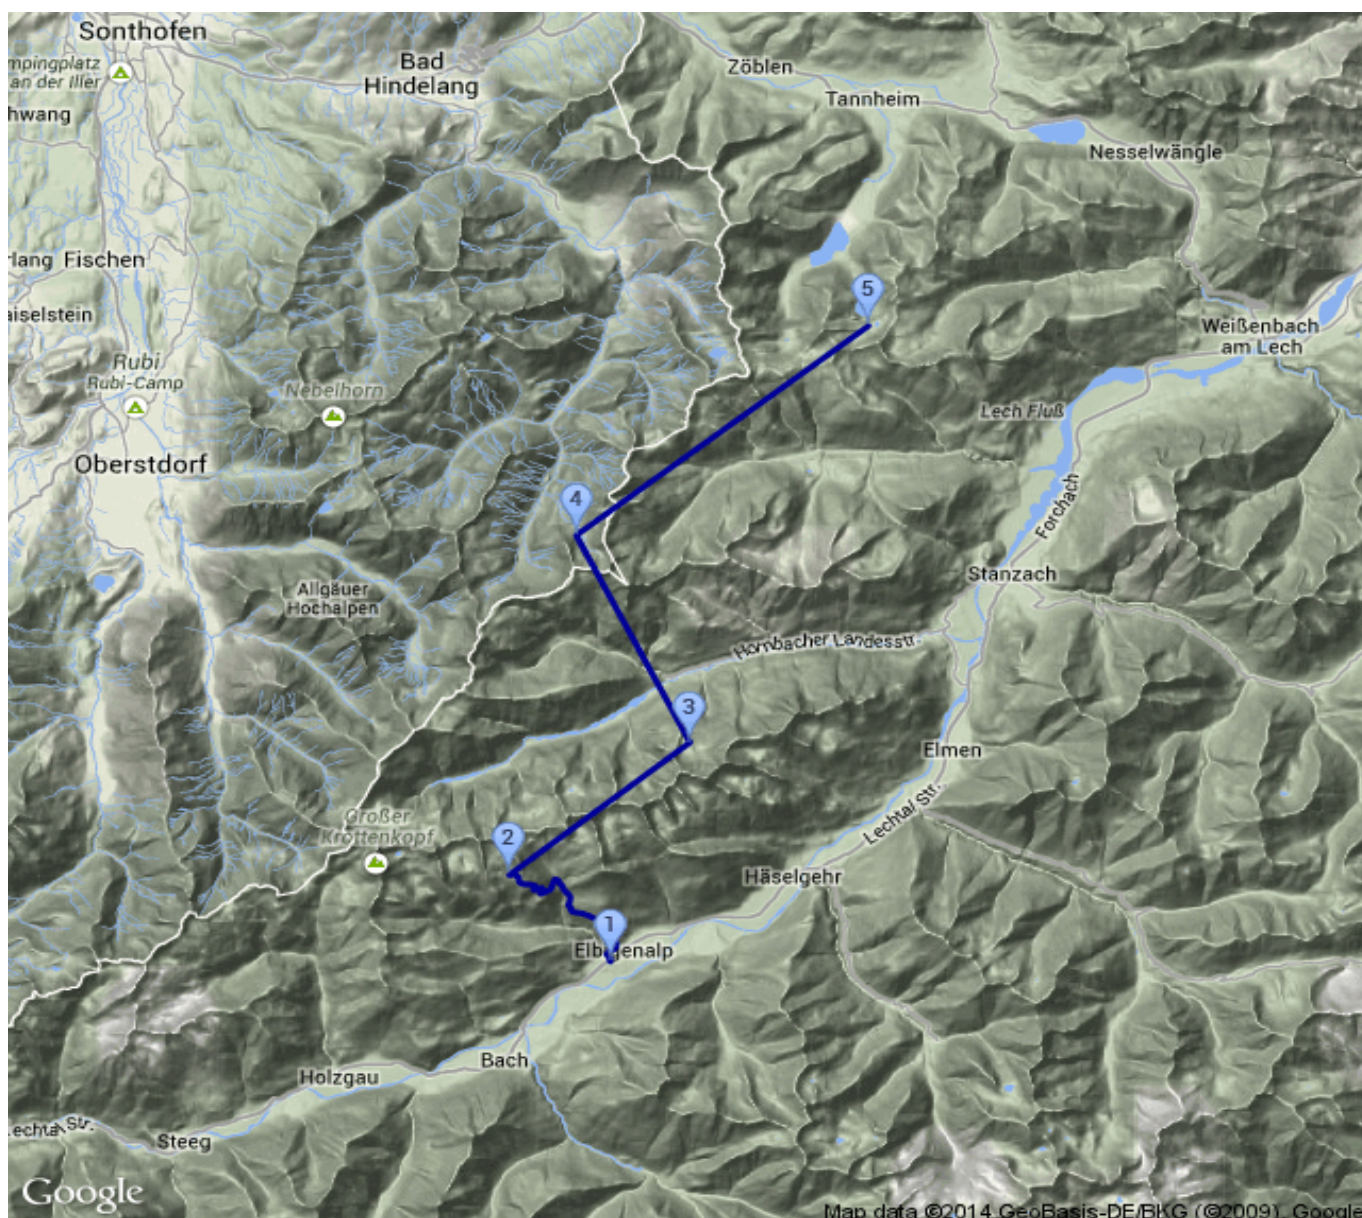 Sonthofen
mpingplatz
an der Iller
Bad
Hindelang
Zöblen
Tannheim
hwang
Nesselwängle
rlang
Fischen
aiselstein
5
Weißenbach
am Lech
Rubi
Rubi-Camp
Nebelhorn
Lech Fluß
Oberstdorf
4
Forchach
Stanzach
Allgäuer
Hochalpen
Hornbacher Landesstr.
3
Elmen
Großer
Krottenkopf
2
Lechtal Str.
Häselgehr
1
Elbigenalp
Bach
Holzgau
echtal Str.
Steeg
Google
Map data ©2014 GeoBasis-DE/BKG (©2009), Google